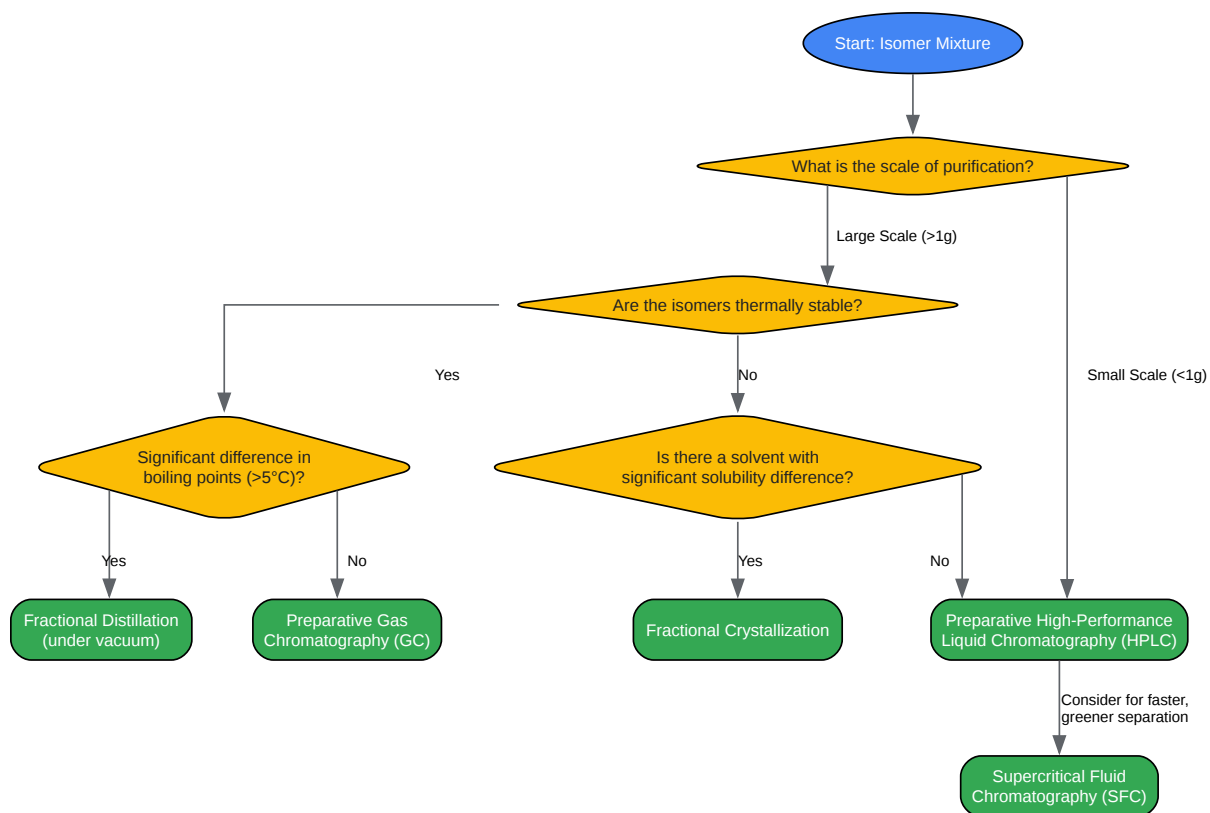 Start: Isomer Mixture
What is the scale of purification?
Large Scale (>1g)
Are the isomers thermally stable?
Yes
No
Small Scale (<1g)
Significant difference in
boiling points (>5°C)?
Is there a solvent with
significant solubility difference?
Yes
No
Yes
No
Fractional Distillation
(under vacuum)
Preparative Gas
Chromatography (GC)
Fractional Crystallization
Preparative High-Performance
Liquid Chromatography (HPLC)
Consider for faster,
greener separation
Supercritical Fluid
Chromatography (SFC)